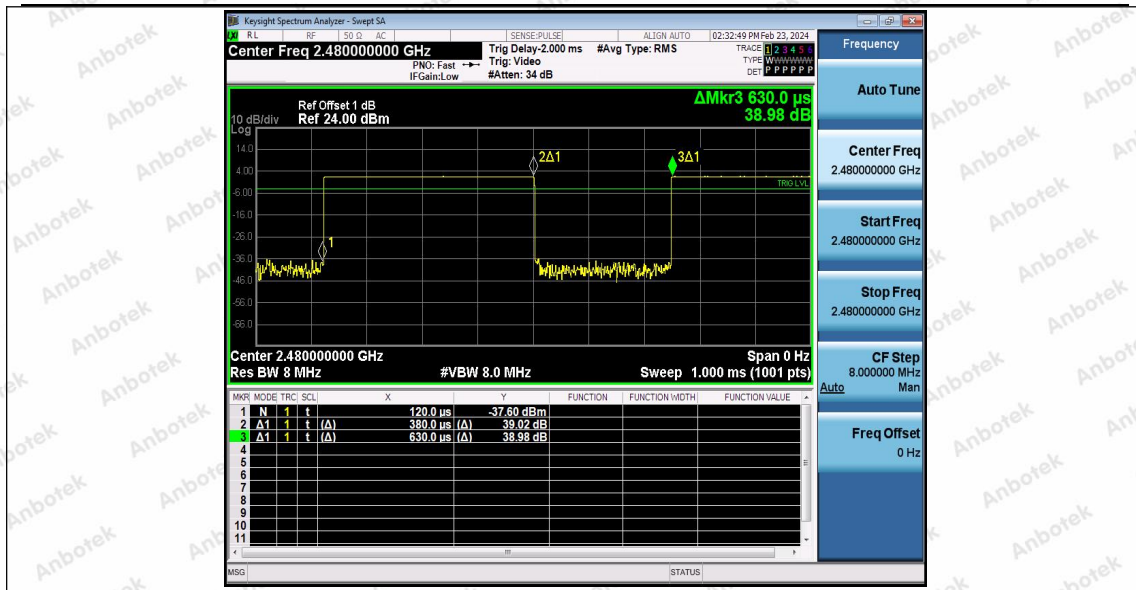 Keysight Spectrum Analyzer - Swept SA
LXI RL RF 50 Ω AC SENSE:PULSE ALIGN AUTO 02:32:49 PM Feb 23, 2024
Center Freq 2.480000000 GHz
PNO: Fast
IFGain:Low
Trig Delay-2.000 ms
Trig: Video
#Atten: 34 dB
#Avg Type: RMS
TRACE 1 2 3 4 5 6
TYPE WWWWWW
DET P P P P P P
ΔMkr3 630.0 µs
38.98 dB
Ref Offset 1 dB
10 dB/div Ref 24.00 dBm
Log
14.0
4.00
-6.00
-16.0
-26.0
-36.0
-46.0
-56.0
-66.0
1
2Δ1
3Δ1
TRIG LVL
Center 2.480000000 GHz Span 0 Hz
Res BW 8 MHz #VBW 8.0 MHz Sweep 1.000 ms (1001 pts)
MKR MODE TRC SCL X Y FUNCTION FUNCTION WIDTH FUNCTION VALUE
1 N 1 t 120.0 µs -37.60 dBm
2 Δ1 1 t (Δ) 380.0 µs (Δ) 39.02 dB
3 Δ1 1 t (Δ) 630.0 µs (Δ) 38.98 dB
4
5
6
7
8
9
10
11
MSG STATUS
Frequency
Auto Tune
Center Freq
2.480000000 GHz
Start Freq
2.480000000 GHz
Stop Freq
2.480000000 GHz
CF Step
8.000000 MHz
Auto Man
Freq Offset
0 Hz
Anbotek